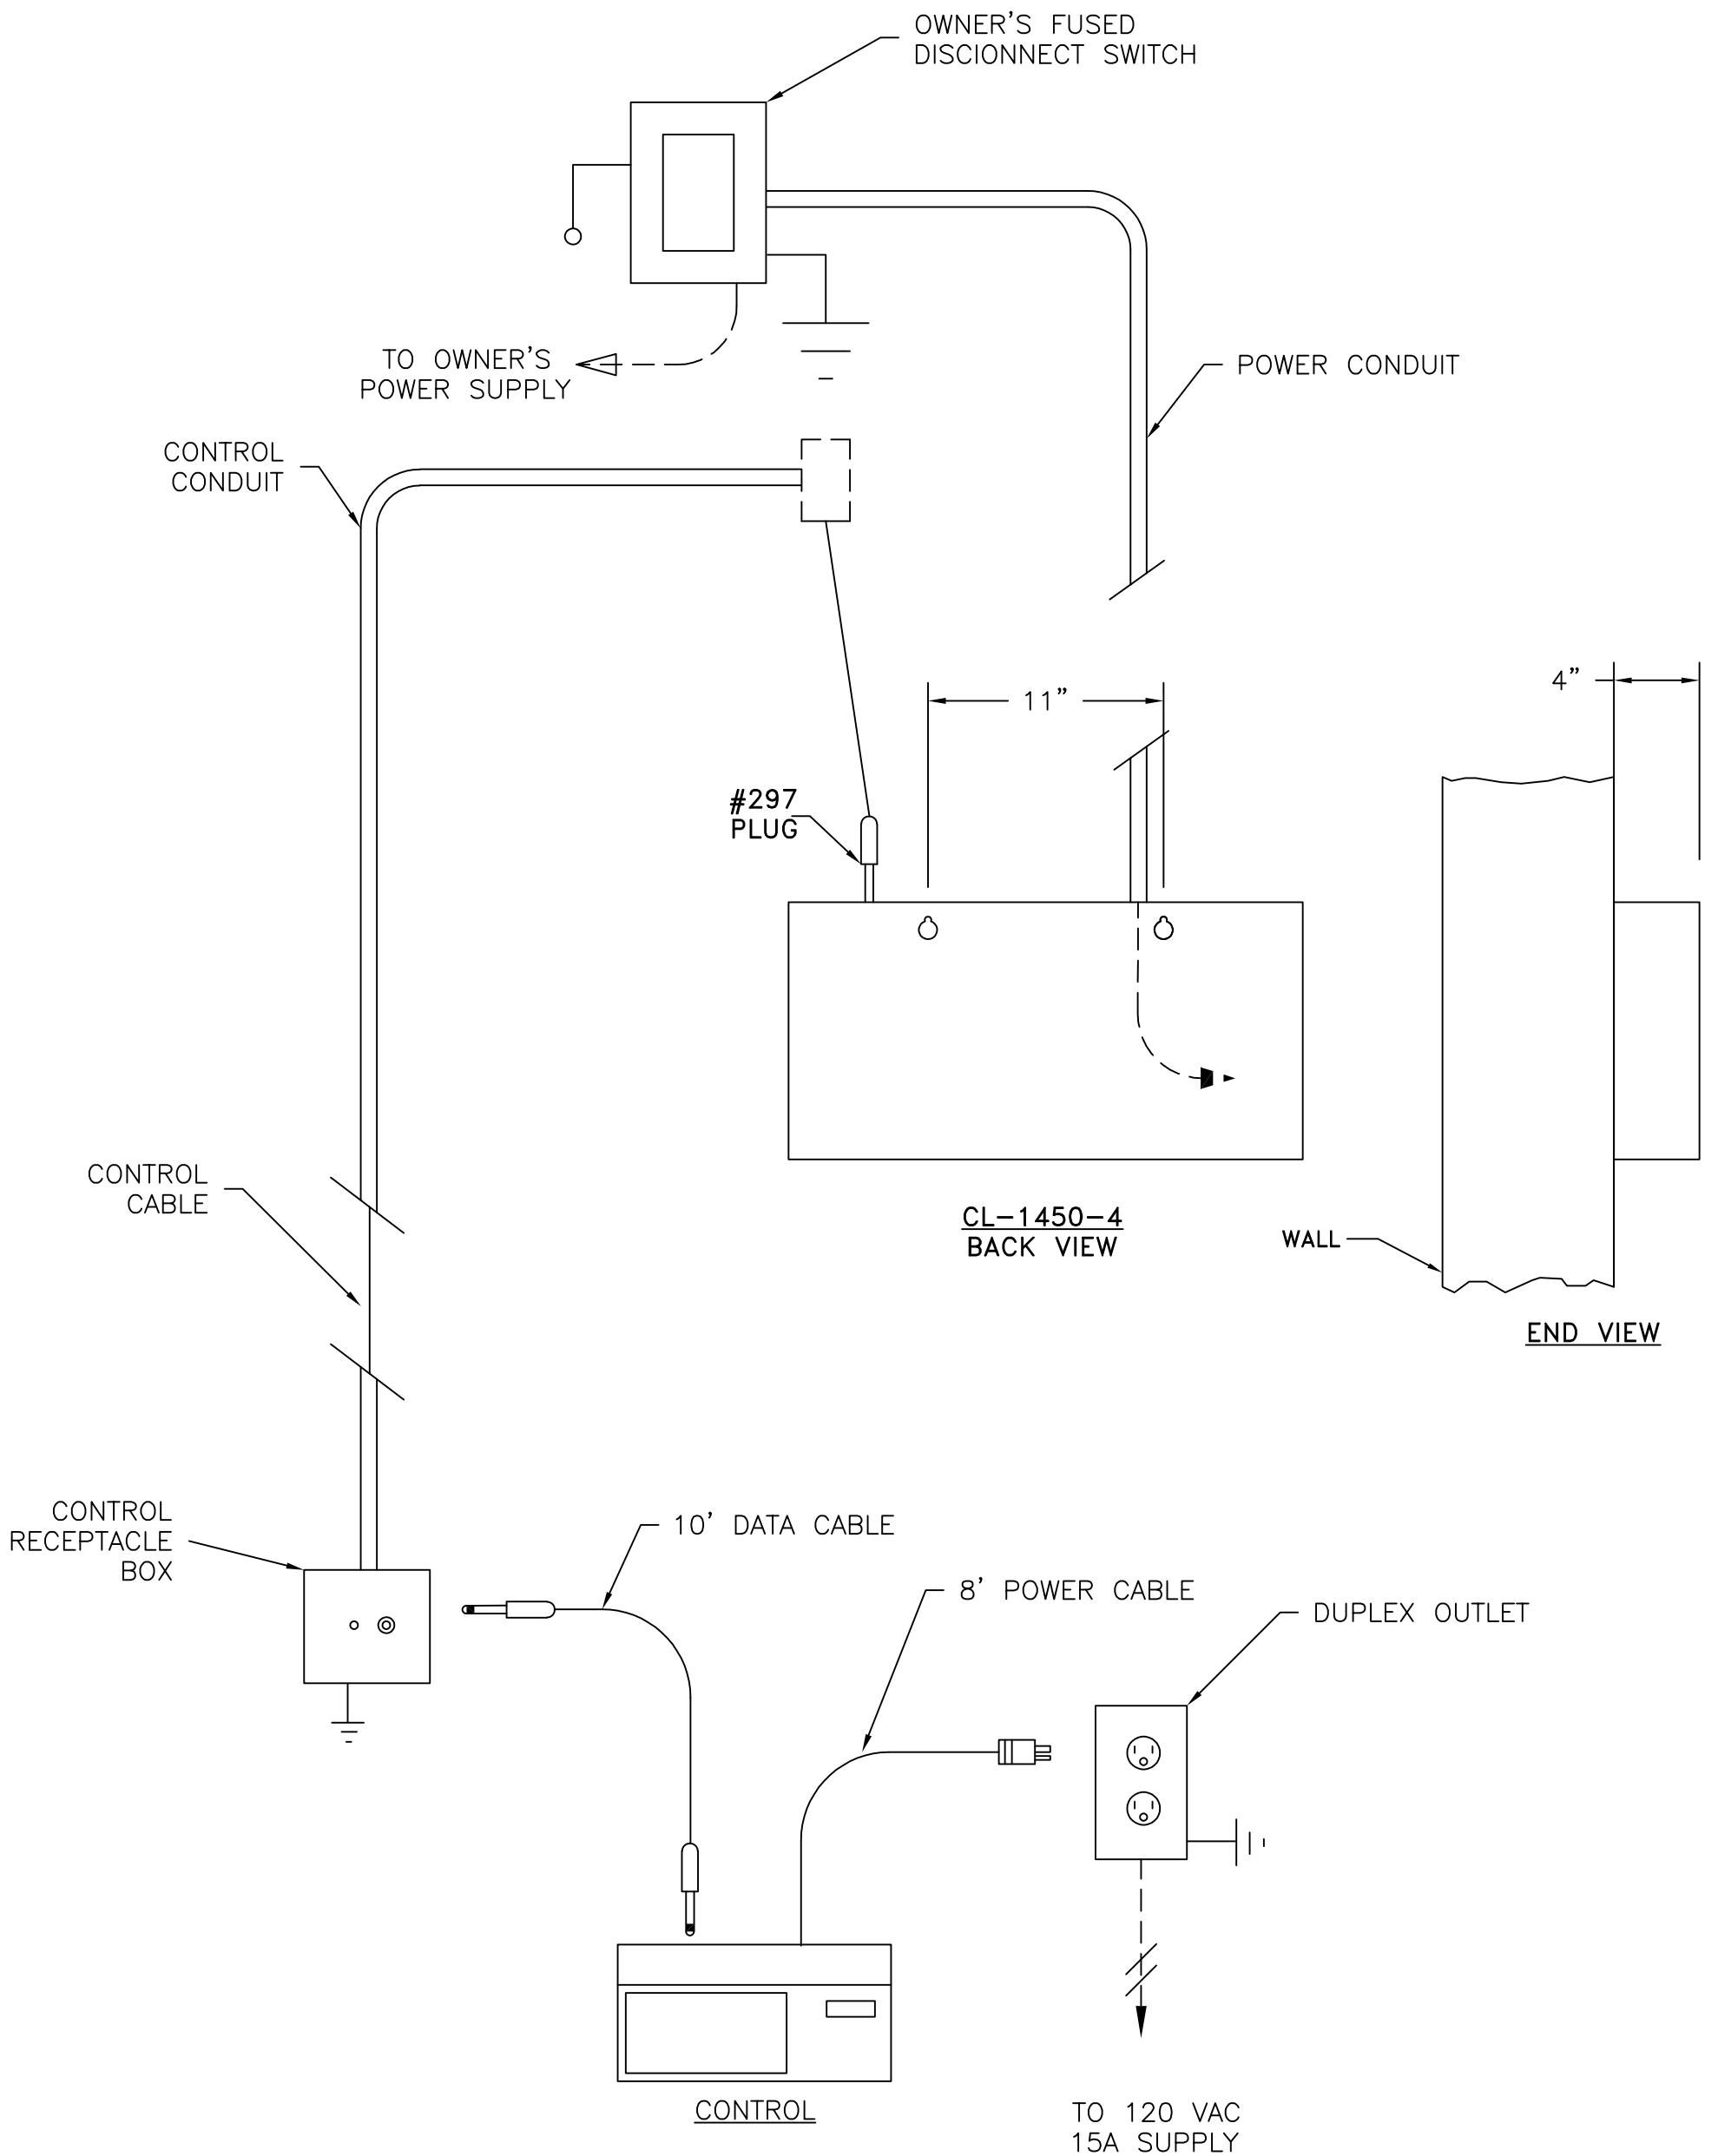 OWNER'S FUSED
DISCIONNECT SWITCH
TO OWNER'S
POWER SUPPLY
POWER CONDUIT
CONTROL
CONDUIT
4"
11"
#297
PLUG
CONTROL
CABLE
CL-1450-4
BACK VIEW
WALL
END VIEW
CONTROL
RECEPTACLE
BOX
10' DATA CABLE
8' POWER CABLE
DUPLEX OUTLET
CONTROL
TO 120 VAC
15A SUPPLY